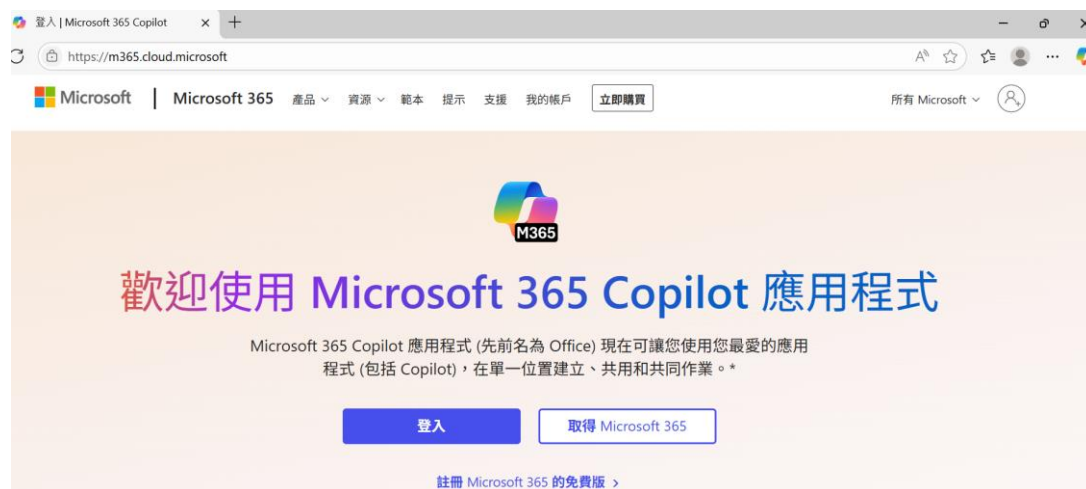 登入 | Microsoft 365 Copilot
https://m365.cloud.microsoft
Microsoft | Microsoft 365 產品 資源 範本 提示 支援 我的帳戶 立即購買 所有 Microsoft
M365
歡迎使用 Microsoft 365 Copilot 應用程式
Microsoft 365 Copilot 應用程式 (先前名為 Office) 現在可讓您使用您最愛的應用
程式 (包括 Copilot)，在單一位置建立、共用和共同作業。*
登入 取得 Microsoft 365
註冊 Microsoft 365 的免費版 >